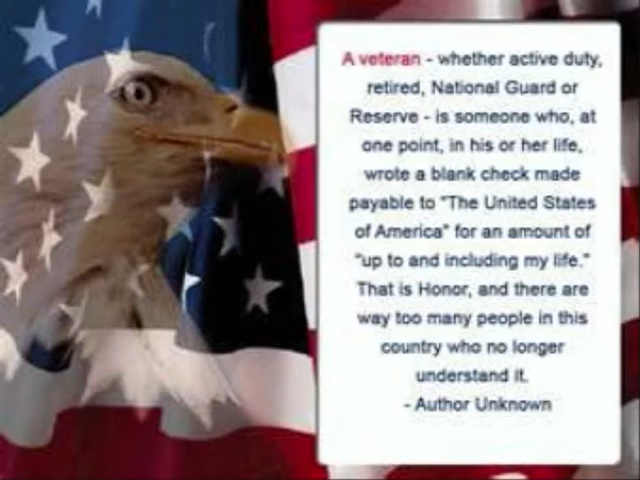 A veteran - whether active duty,
retired, National Guard or
Reserve - is someone who, at
one point, in his or her life,
wrote a blank check made
payable to "The United States
of America" for an amount of
"up to and including my life."
That is Honor, and there are
way too many people in this
country who no longer
understand it.
- Author Unknown